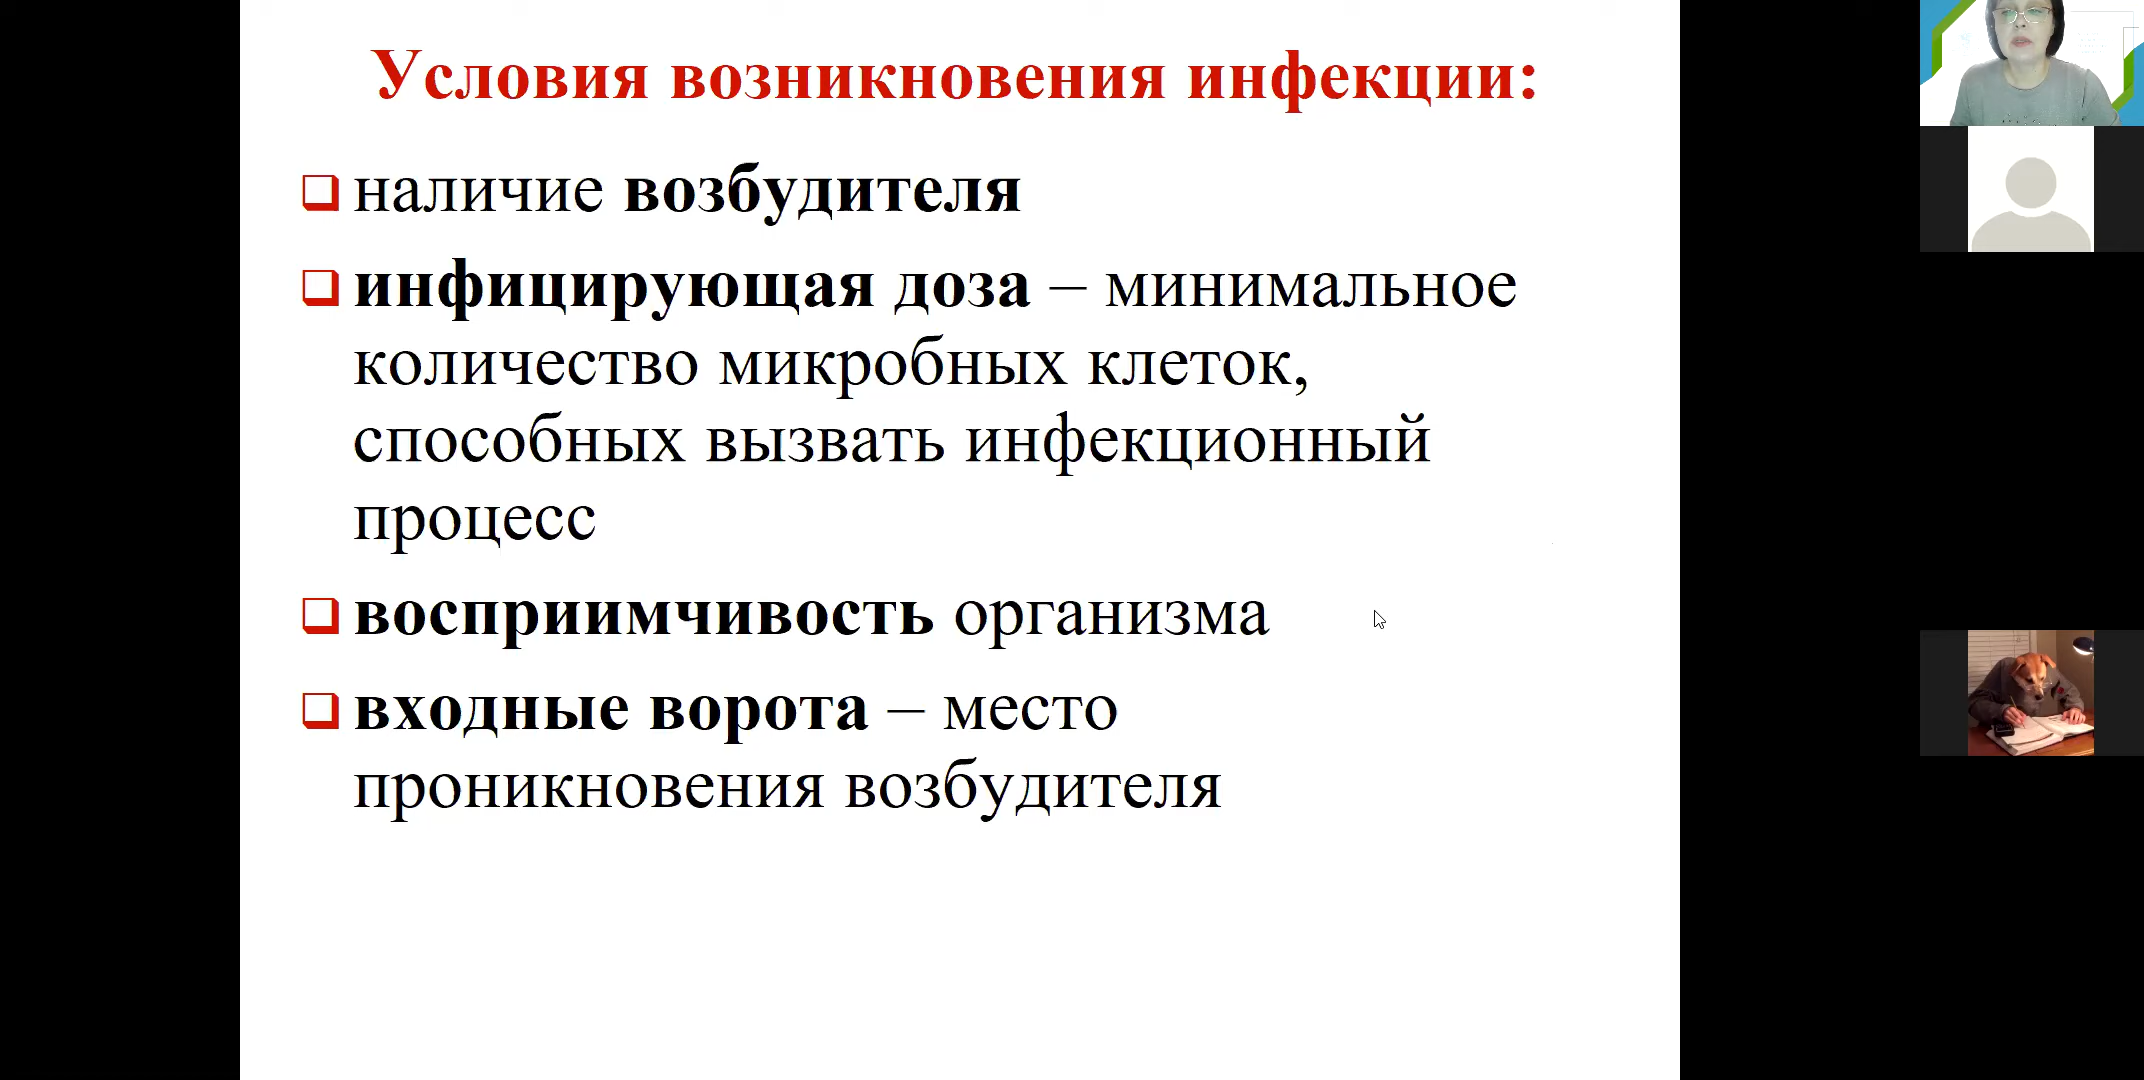 Условия возникновения инфекции:
наличие возбудителя
инфицирующая доза – минимальное
количество микробных клеток,
способных вызвать инфекционный
процесс
восприимчивость организма
входные ворота – место
проникновения возбудителя